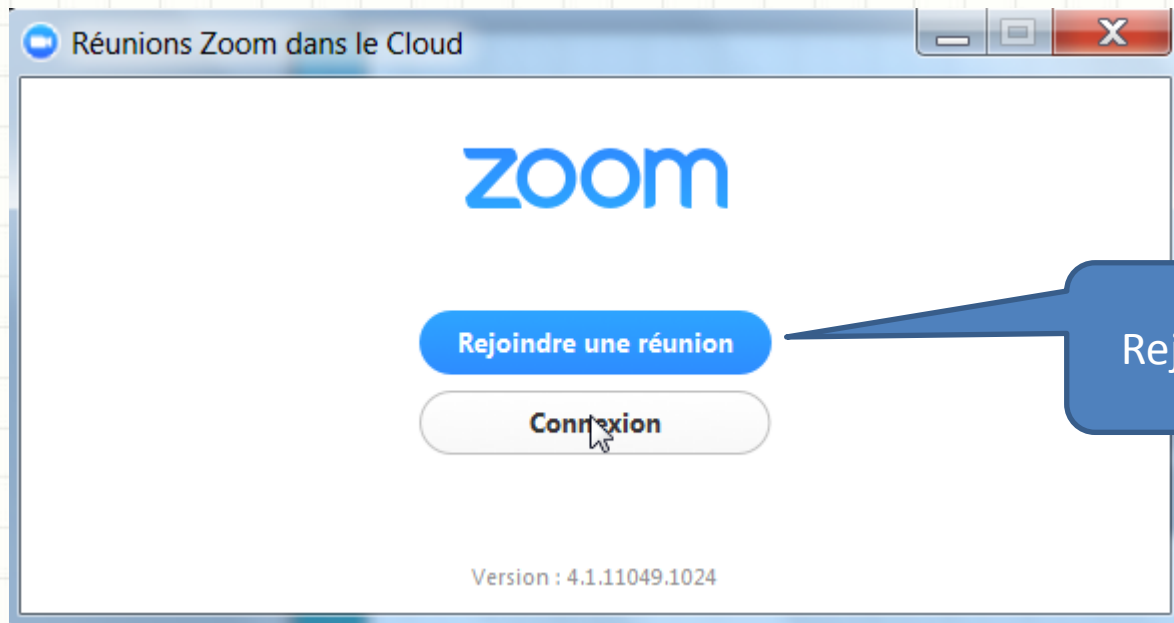 Réunions Zoom dans le Cloud
zoom
Rejoindre une réunion
Connexion
Version : 4.1.11049.1024